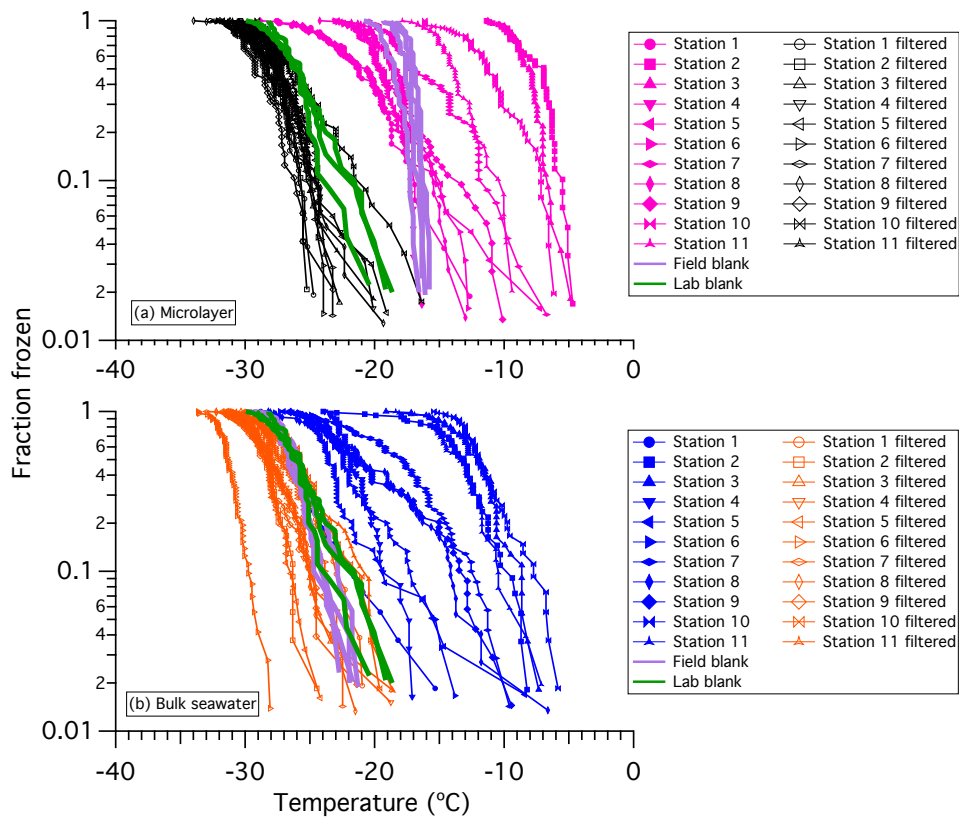 Fraction frozen
1
6
4
2
0.1
6
4
2
0.01
(a) Microlayer
-40
-30
-20
-10
0
Station 1
Station 2
Station 3
Station 4
Station 5
Station 6
Station 7
Station 8
Station 9
Station 10
Station 11
Field blank
Lab blank
Station 1 filtered
Station 2 filtered
Station 3 filtered
Station 4 filtered
Station 5 filtered
Station 6 filtered
Station 7 filtered
Station 8 filtered
Station 9 filtered
Station 10 filtered
Station 11 filtered
1
6
4
2
0.1
6
4
2
0.01
(b) Bulk seawater
-40
-30
-20
-10
0
Temperature (ºC)
Station 1
Station 2
Station 3
Station 4
Station 5
Station 6
Station 7
Station 8
Station 9
Station 10
Station 11
Field blank
Lab blank
Station 1 filtered
Station 2 filtered
Station 3 filtered
Station 4 filtered
Station 5 filtered
Station 6 filtered
Station 7 filtered
Station 8 filtered
Station 9 filtered
Station 10 filtered
Station 11 filtered